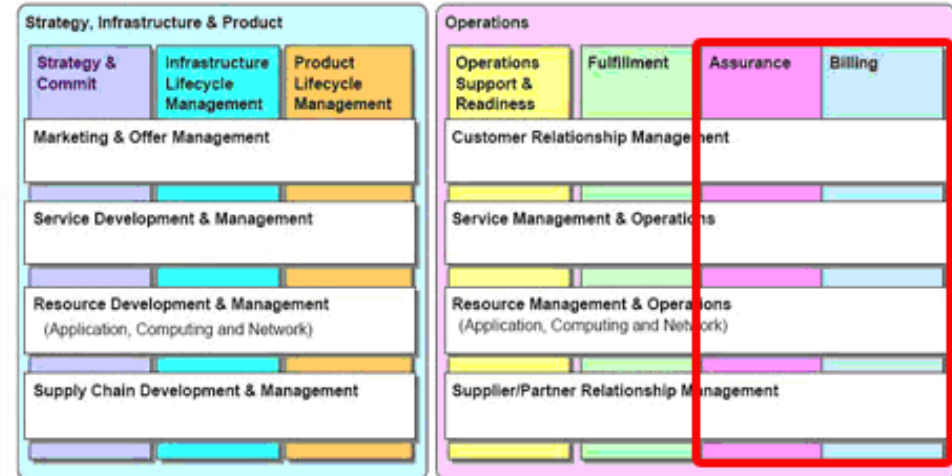 Strategy, Infrastructure & Product
Strategy &
Commit
Infrastructure
Lifecycle
Management
Product
Lifecycle
Management
Marketing & Offer Management
Service Development & Management
Resource Development & Management
(Application, Computing and Network)
Supply Chain Development & Management
Operations
Operations
Support &
Readiness
Fulfillment
Assurance
Billing
Customer Relationship Management
Service Management & Operations
Resource Management & Operations
(Application, Computing and Network)
Supplier/Partner Relationship Management